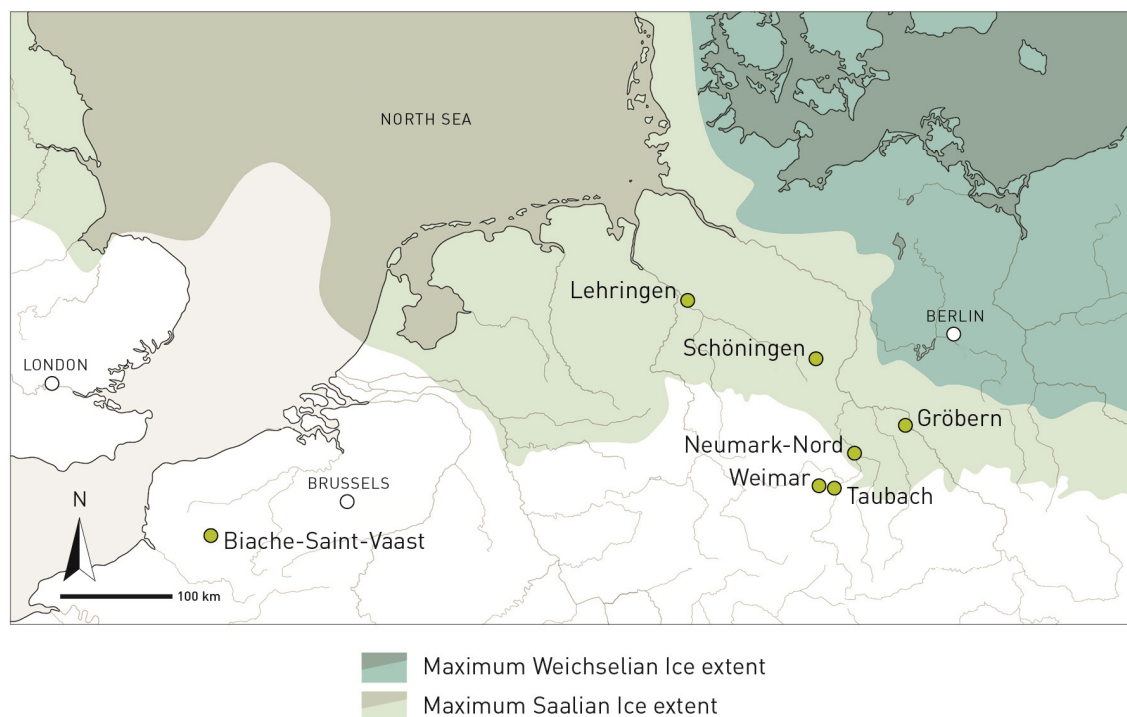 NORTH SEA
Lehringen
BERLIN
Schöningen
LONDON
Gröbern
Neumark-Nord
Weimar
Taubach
BRUSSELS
N
Biache-Saint-Vaast
100 km
Maximum Weichselian Ice extent
Maximum Saalian Ice extent